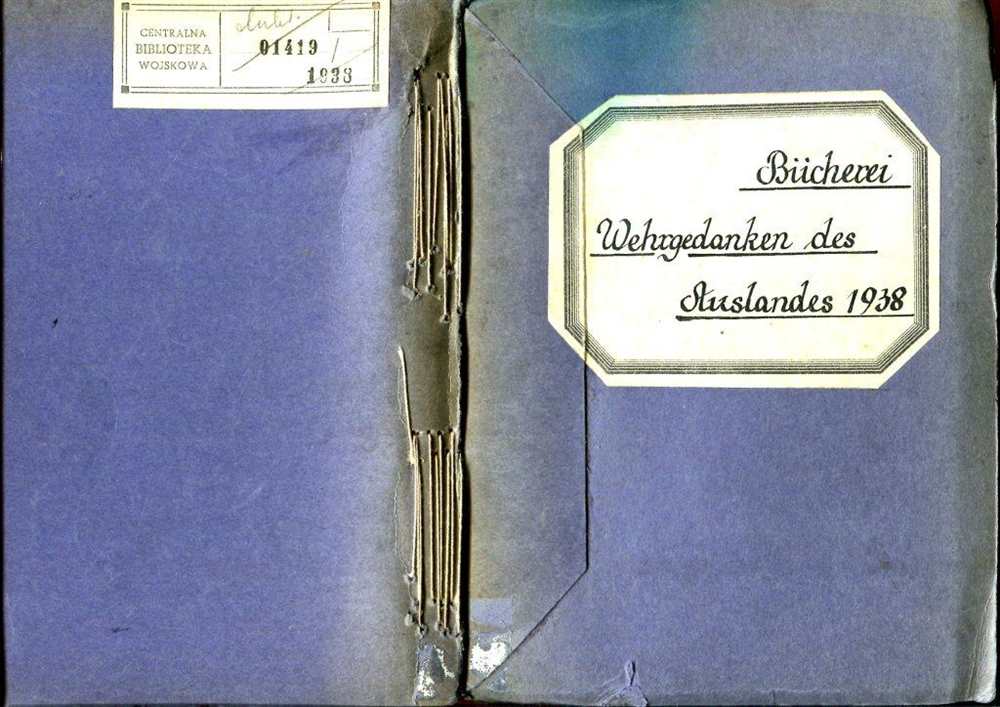 CENTRALNA
BIBLIOTEKA
WOJSKOWA
01419
1938
Bücherei
Wehrgedanken des
Auslandes 1938